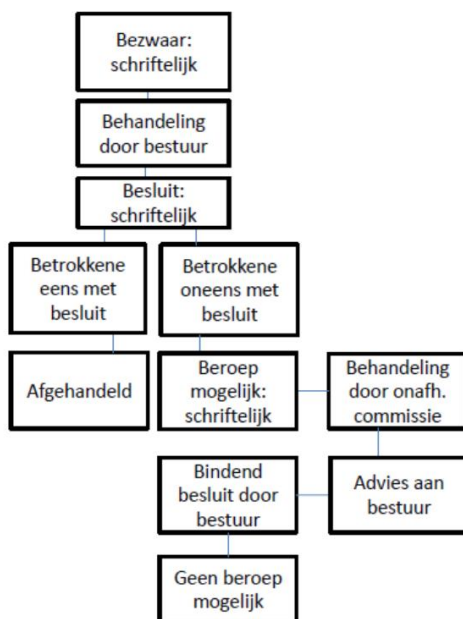 Bezwaar:
schriftelijk
Behandeling
door bestuur
Besluit:
schriftelijk
Betrokkene
eens met
besluit
Betrokkene
oneens met
besluit
Afgehandeld
Beroep
mogelijk:
schriftelijk
Behandeling
door onafh.
commissie
Bindend
besluit door
bestuur
Advies aan
bestuur
Geen beroep
mogelijk